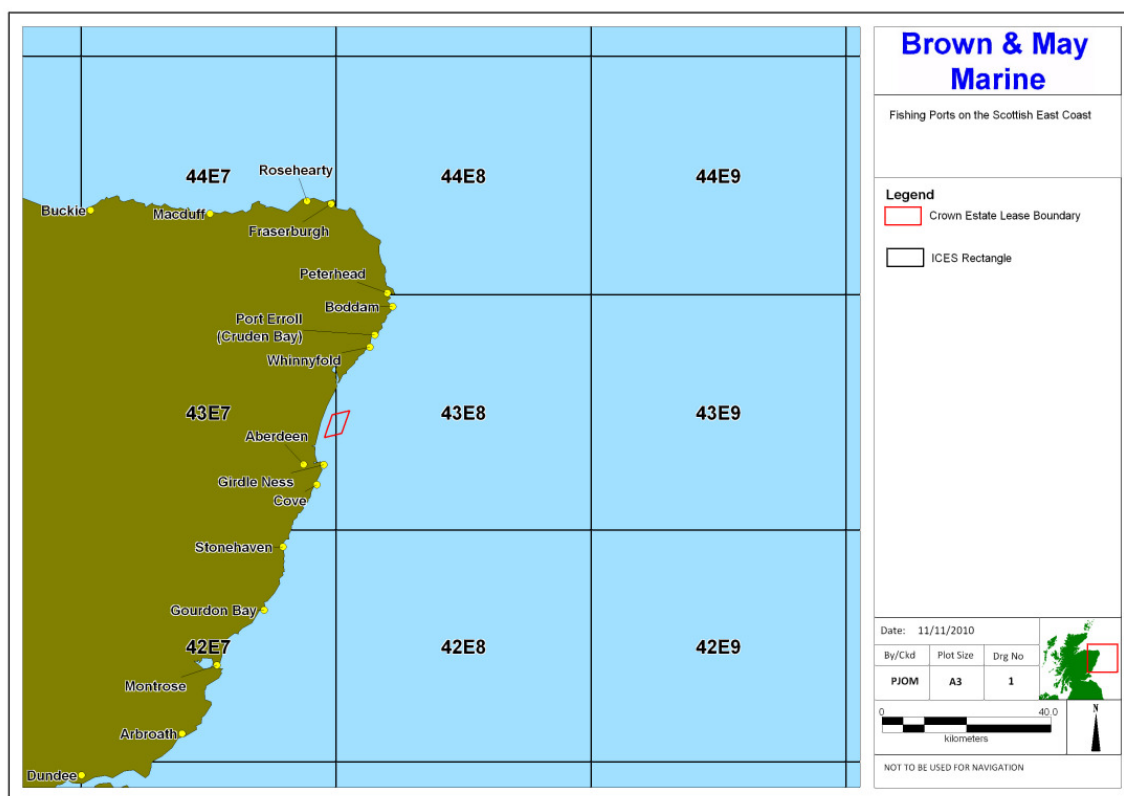 44E7
44E8
44E9
Rosehearty
Buckie
Macduff
Fraserburgh
Peterhead
Boddam
Port Erroll
(Cruden Bay)
Whinnyfold
43E7
43E8
43E9
Aberdeen
Girdle Ness
Cove
Stonehaven
Gourdon Bay
42E7
42E8
42E9
Montrose
Arbroath
Dundee
Brown & May
Marine
Fishing Ports on the Scottish East Coast
Legend
Crown Estate Lease Boundary
ICES Rectangle
Date: 11/11/2010
By/Ckd Plot Size Drg No
PJOM A3 1
0 40.0
kilometers
N
NOT TO BE USED FOR NAVIGATION